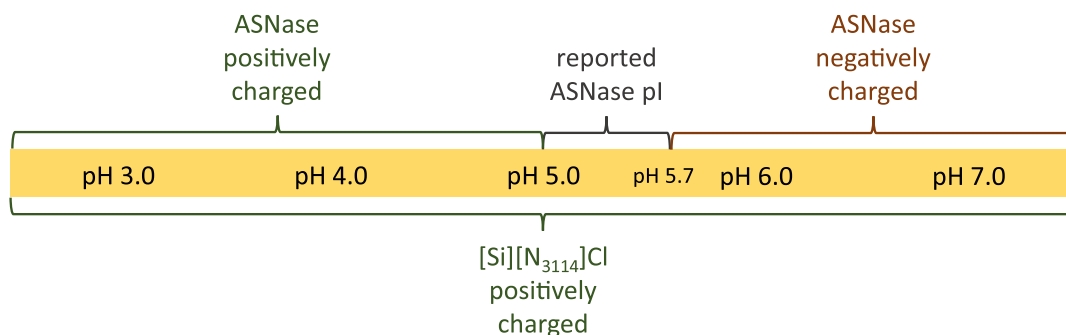 ASNase
positively
charged
reported
ASNase pI
ASNase
negatively
charged
pH 3.0 pH 4.0 pH 5.0 pH 5.7 pH 6.0 pH 7.0
[Si][N₃₁₁₄]Cl
positively
charged